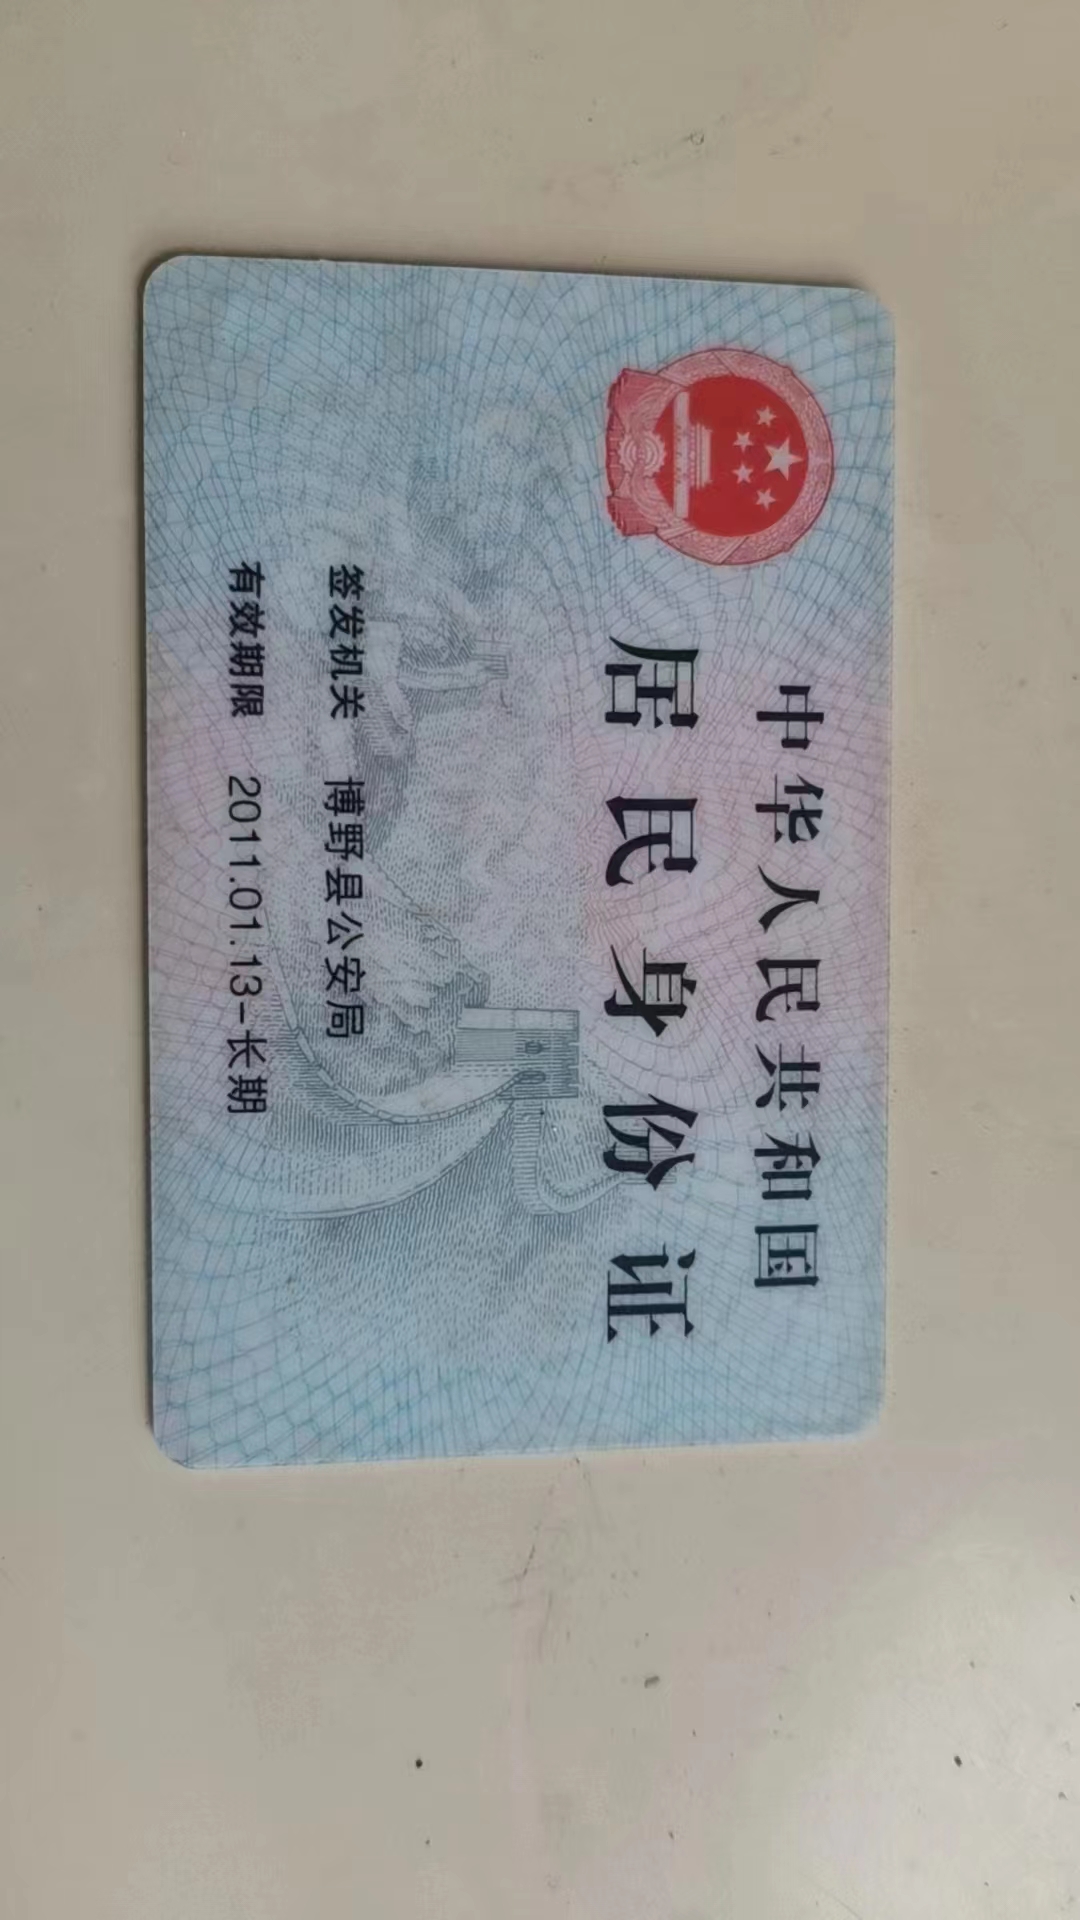 中华人民共和国
居民身份证
签发机关 博野县公安局
有效期限 2011.01.13-长期